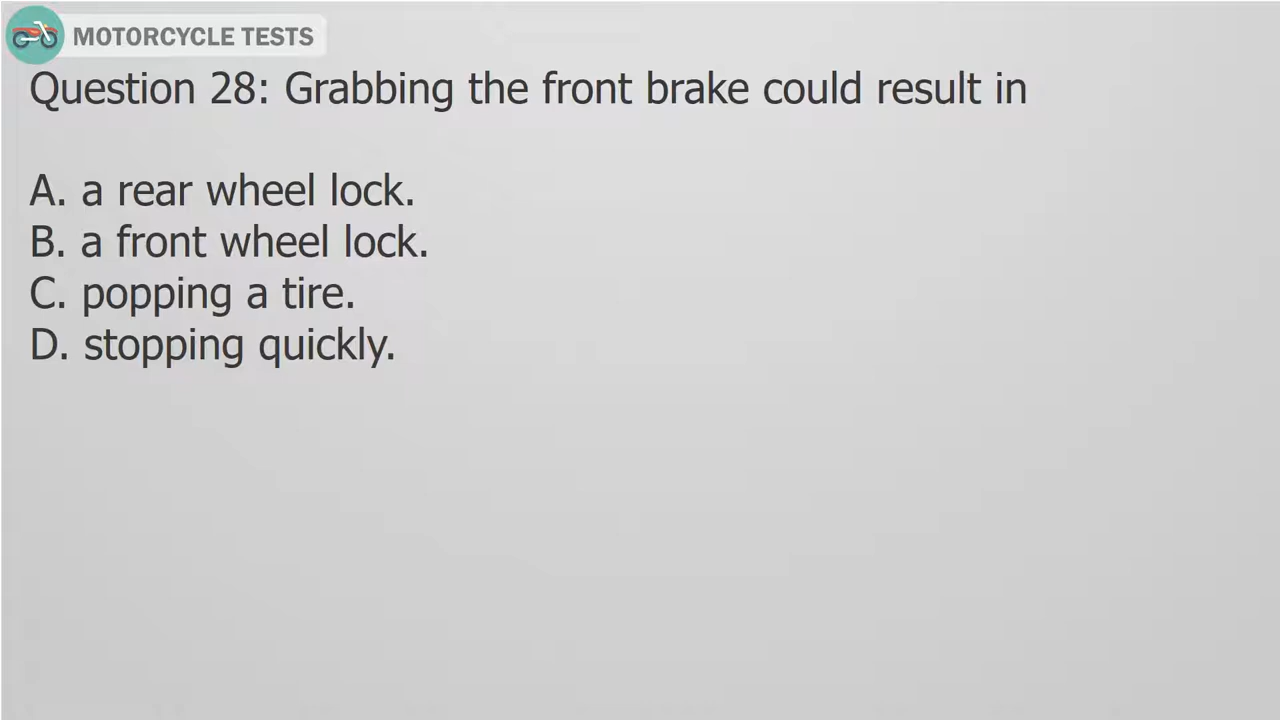 MOTORCYCLE TESTS
Question 28: Grabbing the front brake could result in
A. a rear wheel lock.
B. a front wheel lock.
C. popping a tire.
D. stopping quickly.